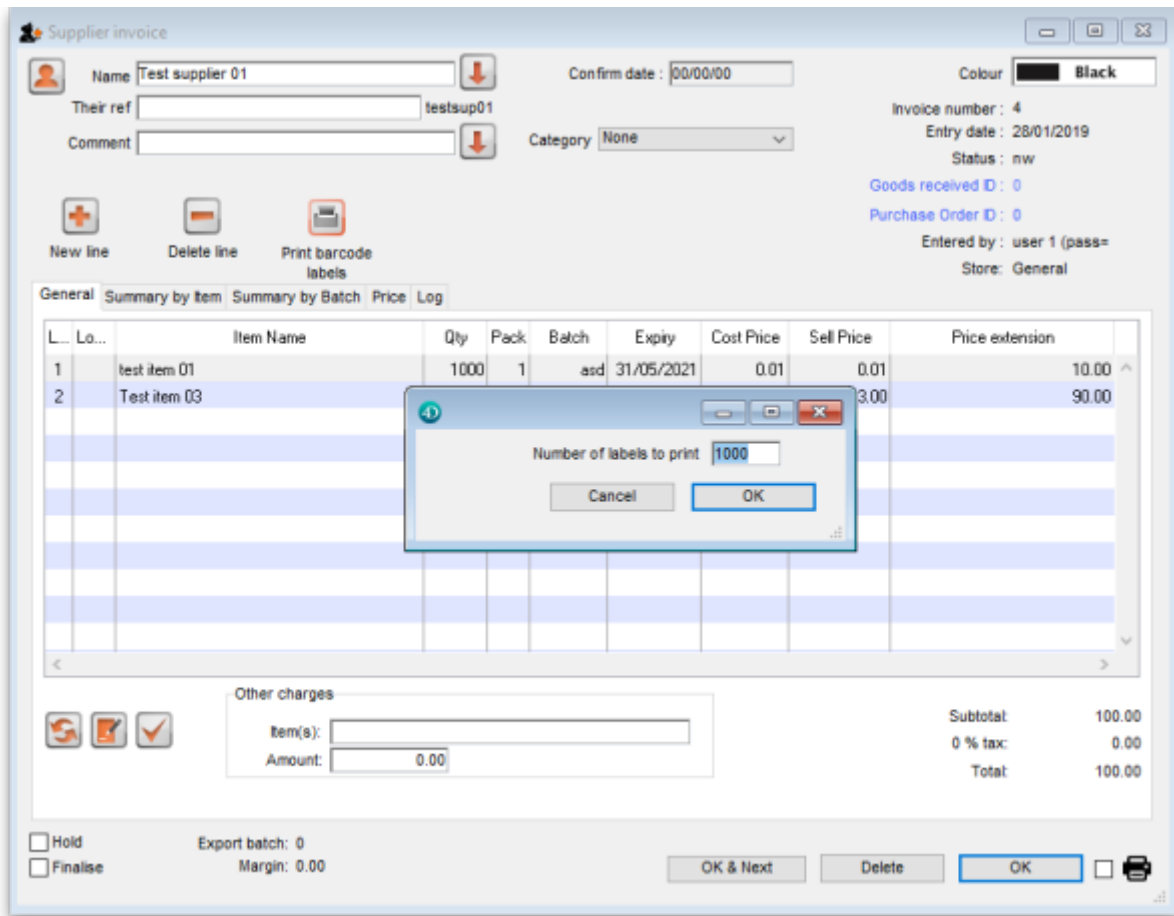 Supplier invoice
Name Test supplier 01 Confirm date : 00/00/00 Colour Black
Their ref testsup01 Invoice number : 4
Comment Category None Entry date : 28/01/2019
Status : nw
Goods received ID : 0
Purchase Order ID : 0
Entered by : user 1 (pass=
Store: General
New line Delete line Print barcode
labels
General Summary by Item Summary by Batch Price Log
L... Lo... Item Name Qty Pack Batch Expiry Cost Price Sell Price Price extension
1 test item 01 1000 1 asd 31/05/2021 0.01 0.01 10.00
2 Test item 03 3.00 90.00
4D
Number of labels to print 1000
Cancel OK
Other charges
Item(s):
Amount: 0.00
Subtotal: 100.00
0 % tax: 0.00
Total: 100.00
Hold Export batch: 0
Finalise Margin: 0.00
OK & Next Delete OK